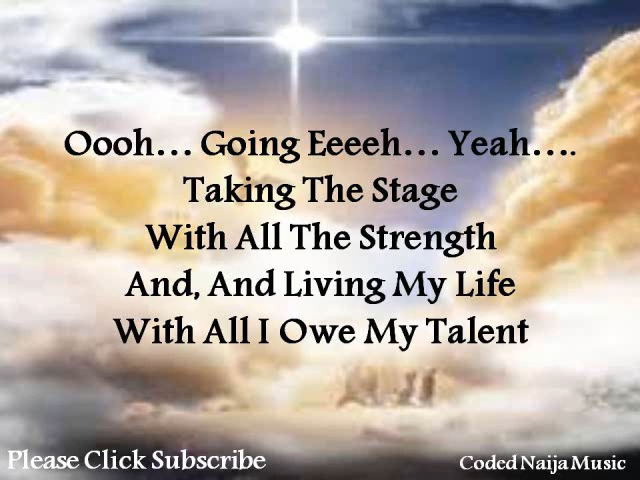 Oooh... Going Eeeeh... Yeah....
Taking The Stage
With All The Strength
And, And Living My Life
With All I Owe My Talent
Please Click Subscribe
Coded Naija Music